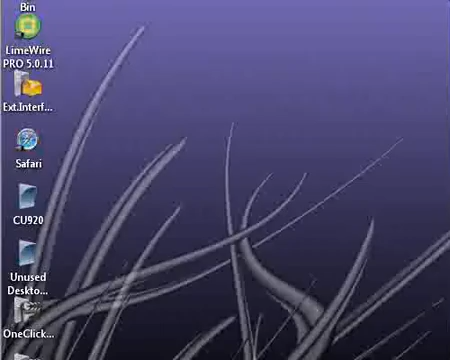 Bin
LimeWire
PRO 5.0.11
Ext.Interf...
Safari
CU920
Unused
Deskto...
OneClick...